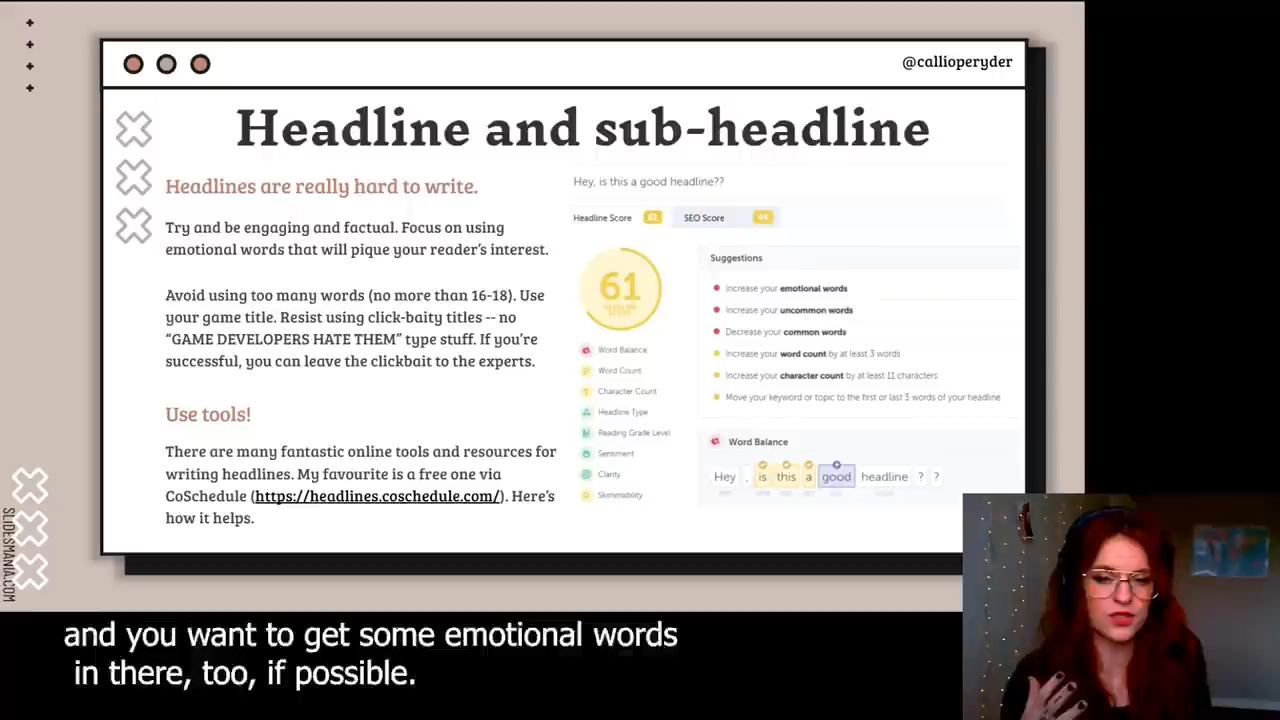 @callioperyder
Headline and sub-headline
Headlines are really hard to write.
Try and be engaging and factual. Focus on using
emotional words that will pique your reader's interest.
Avoid using too many words (no more than 16-18). Use
your game title. Resist using click-baity titles -- no
“GAME DEVELOPERS HATE THEM” type stuff. If you're
successful, you can leave the clickbait to the experts.
Use tools!
There are many fantastic online tools and resources for
writing headlines. My favourite is a free one via
CoSchedule (https://headlines.coschedule.com/). Here's
how it helps.
Hey, is this a good headline??
Headline Score 61 SEO Score 44
61
HEADLINE
SCORE
Word Balance
Word Count
Character Count
Headline Type
Reading Grade Level
Sentiment
Clarity
Skimmability
Suggestions
Increase your emotional words
Increase your uncommon words
Decrease your common words
Increase your word count by at least 3 words
Increase your character count by at least 11 characters
Move your keyword or topic to the first or last 3 words of your headline
Word Balance
Hey , is this a good headline ? ?
SLIDESMANIA.COM
and you want to get some emotional words
in there, too, if possible.